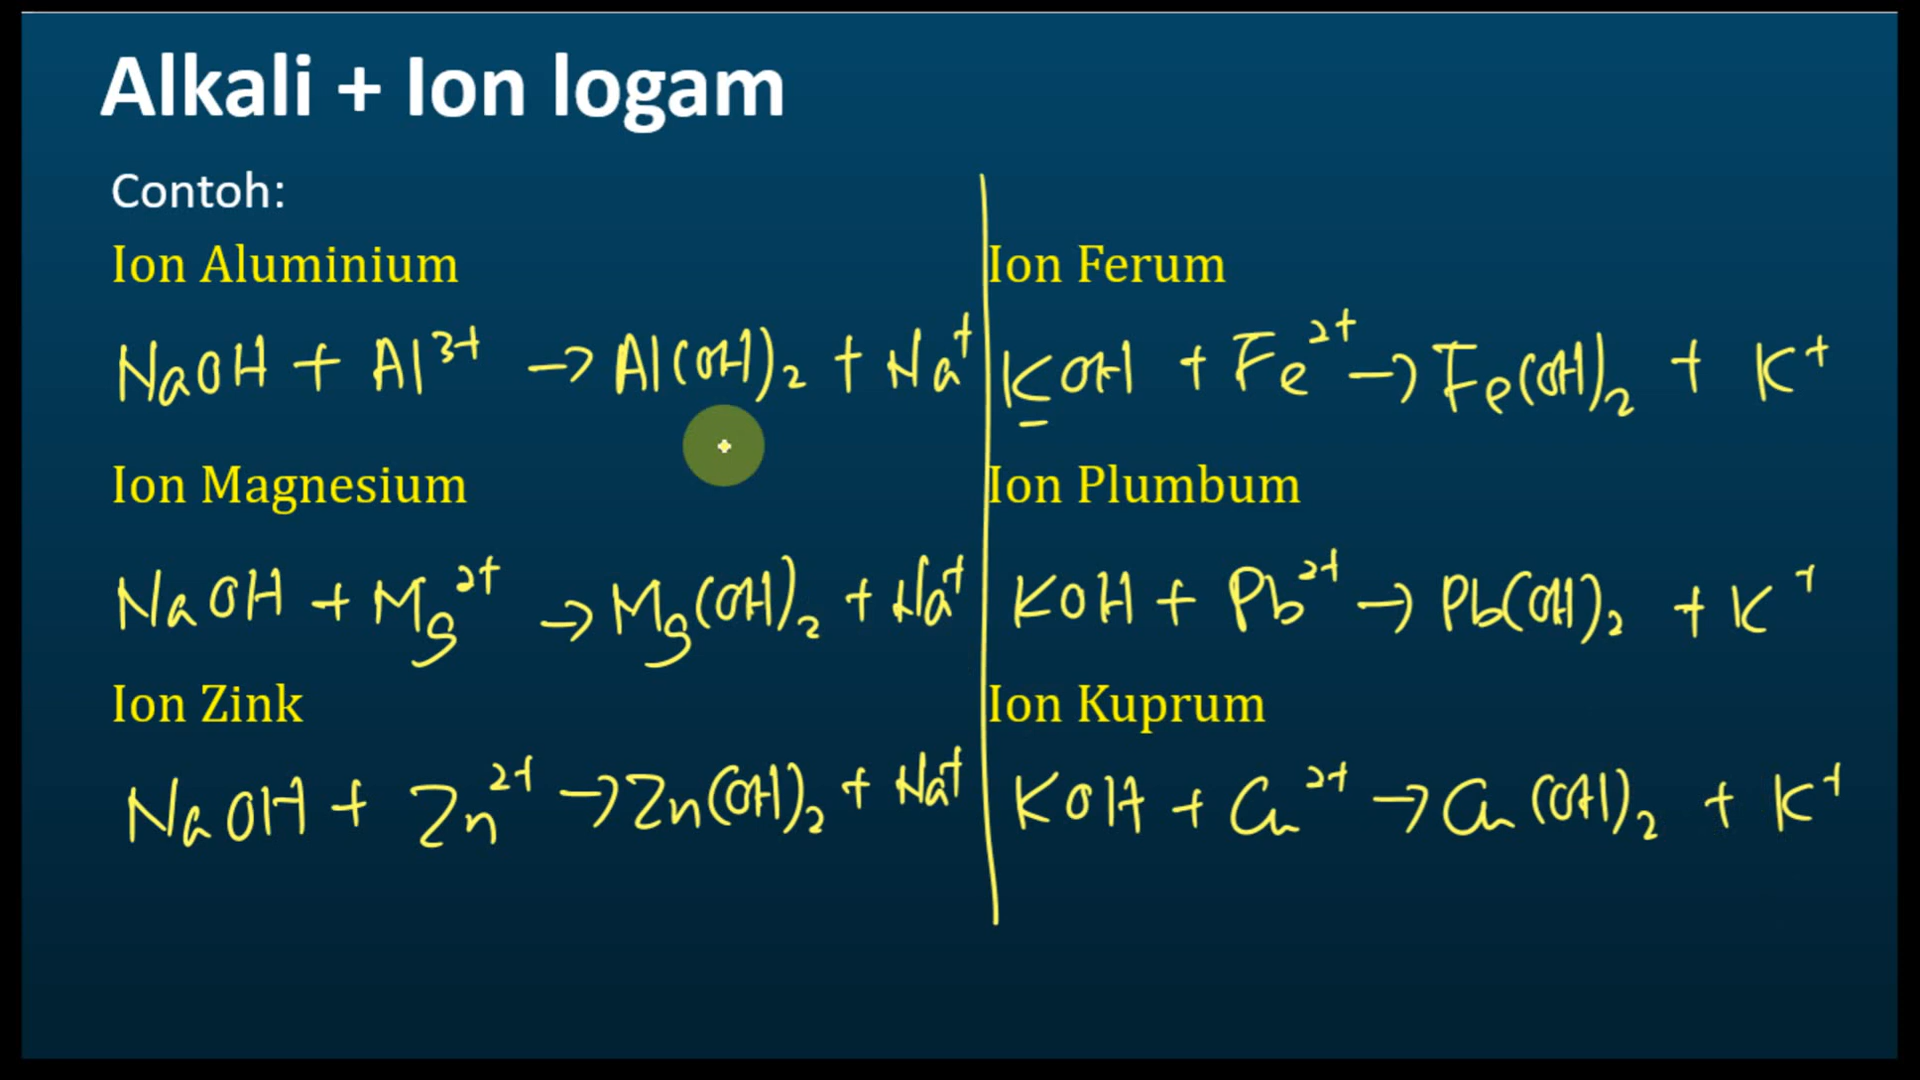 Alkali + Ion logam
Contoh:
Ion Aluminium
NaOH + Al³⁺ → Al(OH)₂ + Na⁺
Ion Magnesium
NaOH + Mg²⁺ → Mg(OH)₂ + Na⁺
Ion Zink
NaOH + Zn²⁺ → Zn(OH)₂ + Na⁺
Ion Ferum
KOH + Fe²⁺ → Fe(OH)₂ + K⁺
Ion Plumbum
KOH + Pb²⁺ → Pb(OH)₂ + K⁺
Ion Kuprum
KOH + Cu²⁺ → Cu(OH)₂ + K⁺